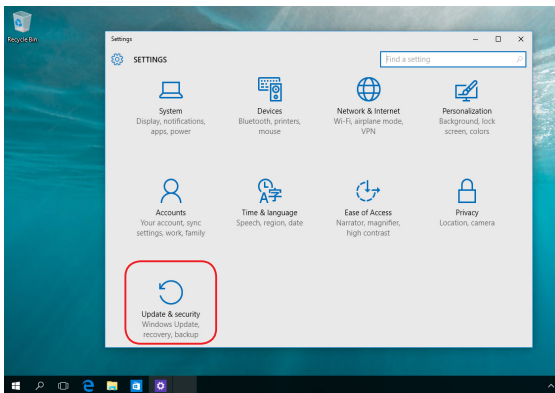 Recycle Bin
Settings
SETTINGS
Find a setting
System
Display, notifications,
apps, power
Devices
Bluetooth, printers,
mouse
Network & Internet
Wi-Fi, airplane mode,
VPN
Personalization
Background, lock
screen, colors
Accounts
Your account, sync
settings, work, family
Time & language
Speech, region, date
Ease of Access
Narrator, magnifier,
high contrast
Privacy
Location, camera
Update & security
Windows Update,
recovery, backup